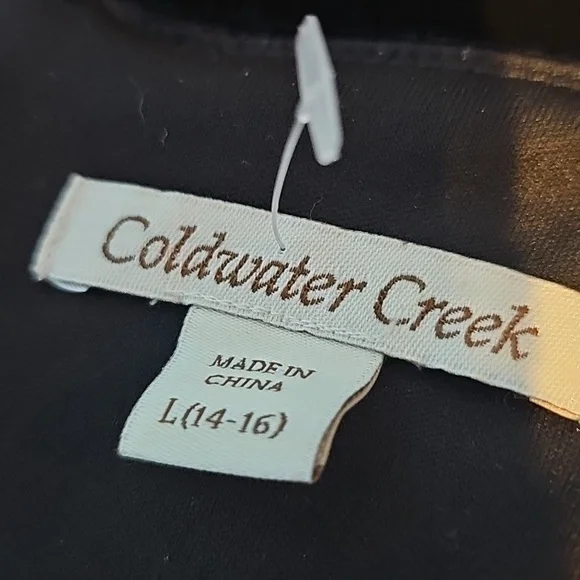 Coldwater Creek
MADE IN
CHINA
L(14-16)